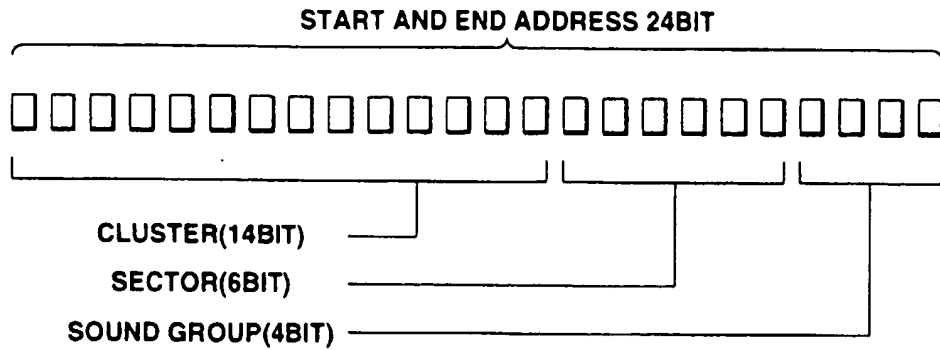 START AND END ADDRESS 24BIT
CLUSTER(14BIT)
SECTOR(6BIT)
SOUND GROUP(4BIT)